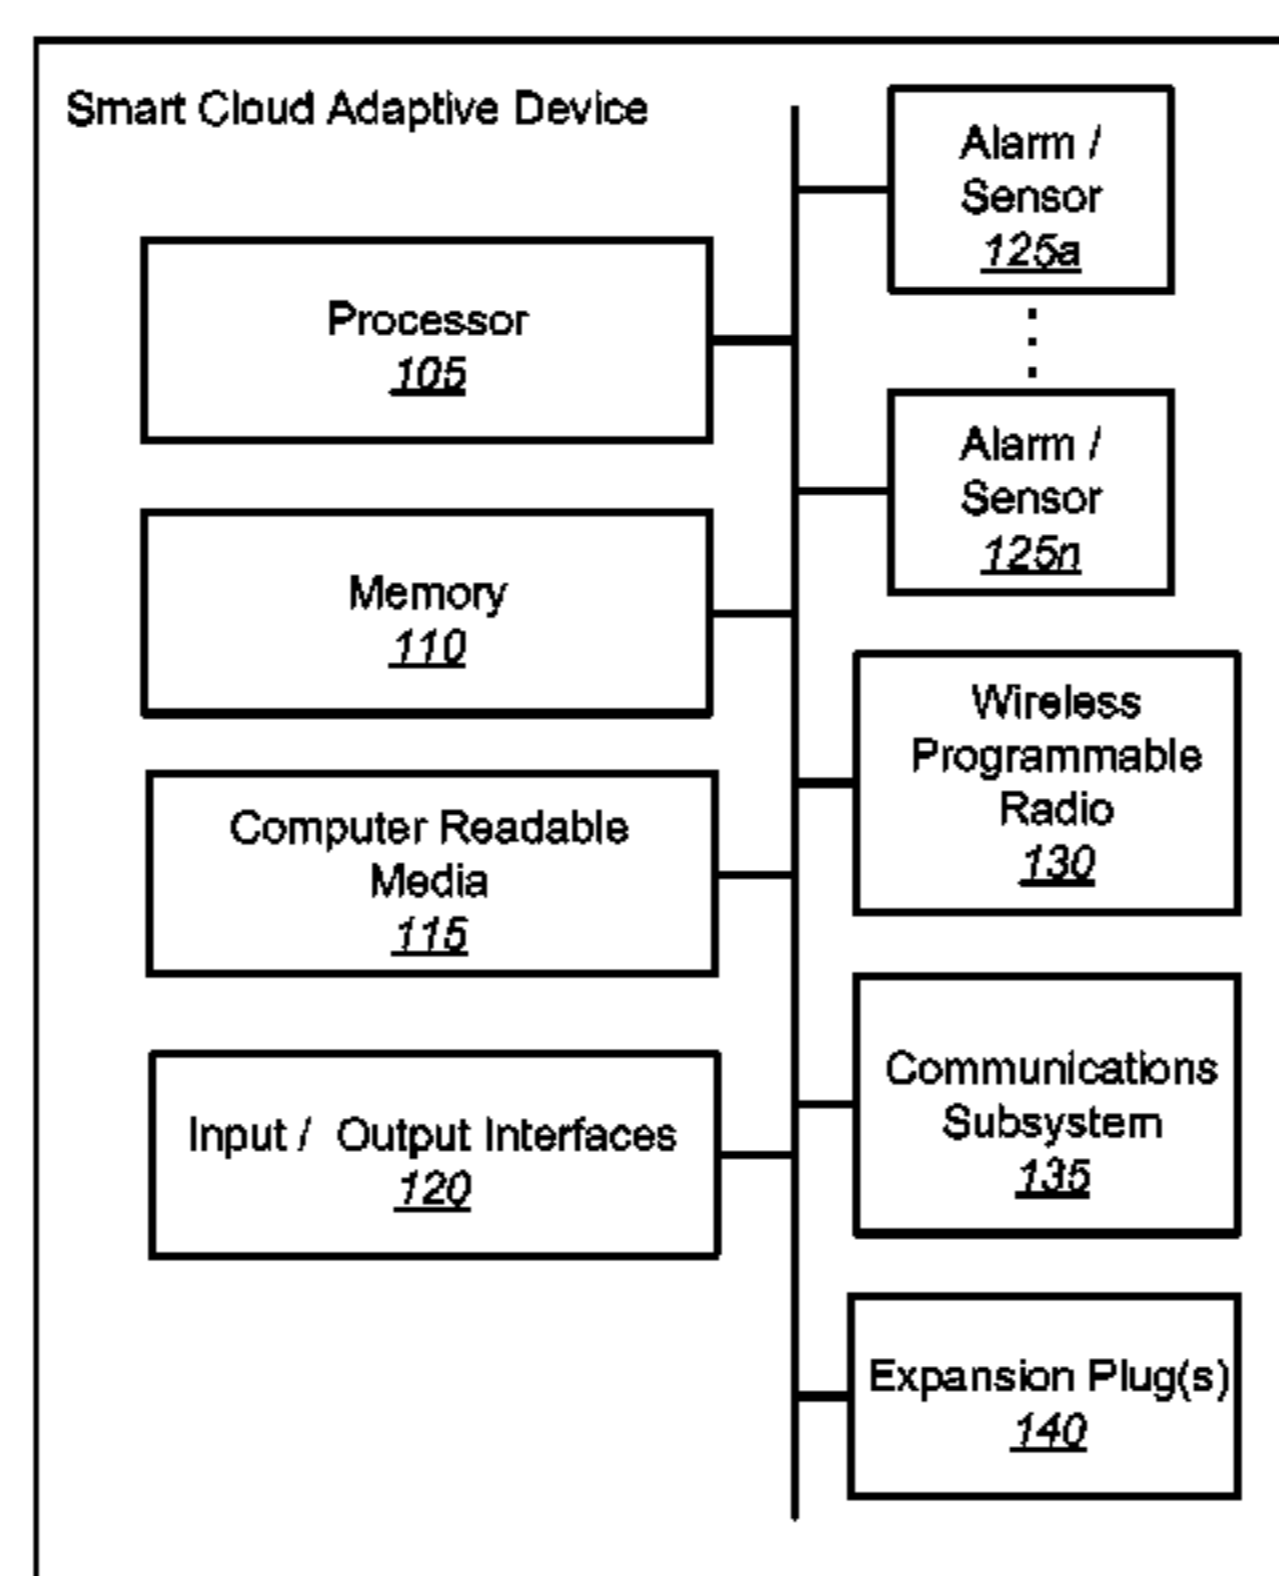 Smart Cloud Adaptive Device
Processor
105
Memory
110
Computer Readable
Media
115
Input / Output Interfaces
120
Alarm /
Sensor
125a
Alarm /
Sensor
125n
Wireless
Programmable
Radio
130
Communications
Subsystem
135
Expansion Plug(s)
140